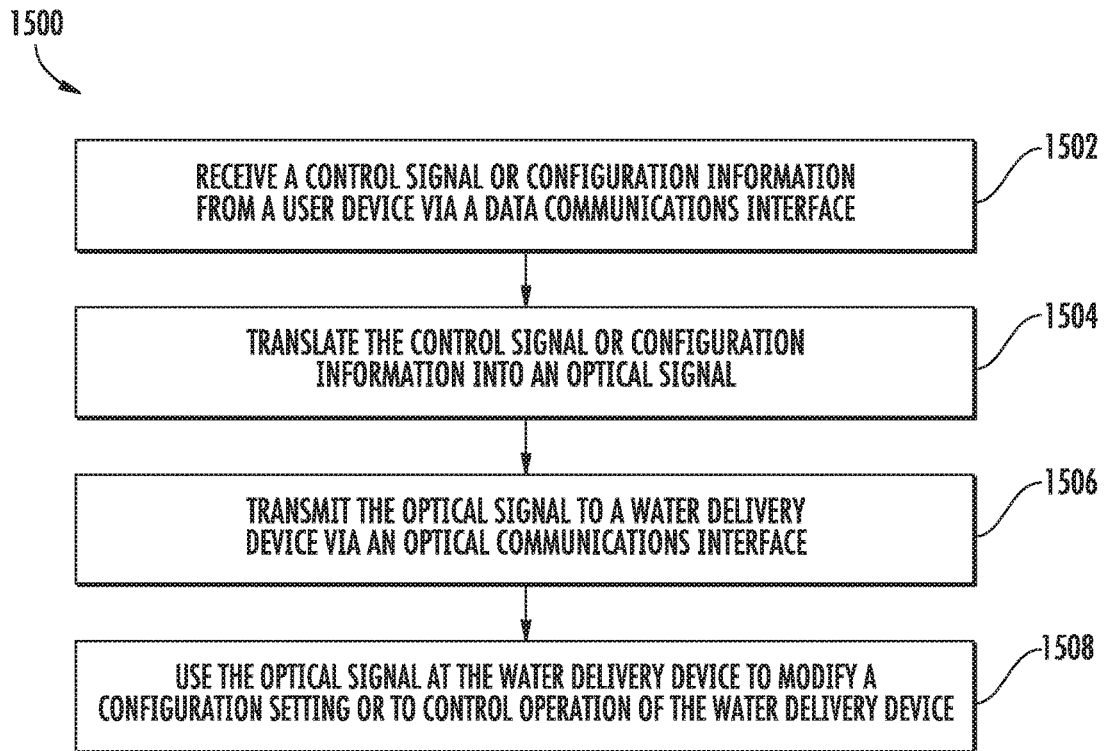 1500
RECEIVE A CONTROL SIGNAL OR CONFIGURATION INFORMATION
FROM A USER DEVICE VIA A DATA COMMUNICATIONS INTERFACE
1502
TRANSLATE THE CONTROL SIGNAL OR CONFIGURATION
INFORMATION INTO AN OPTICAL SIGNAL
1504
TRANSMIT THE OPTICAL SIGNAL TO A WATER DELIVERY
DEVICE VIA AN OPTICAL COMMUNICATIONS INTERFACE
1506
USE THE OPTICAL SIGNAL AT THE WATER DELIVERY DEVICE TO MODIFY A
CONFIGURATION SETTING OR TO CONTROL OPERATION OF THE WATER DELIVERY DEVICE
1508